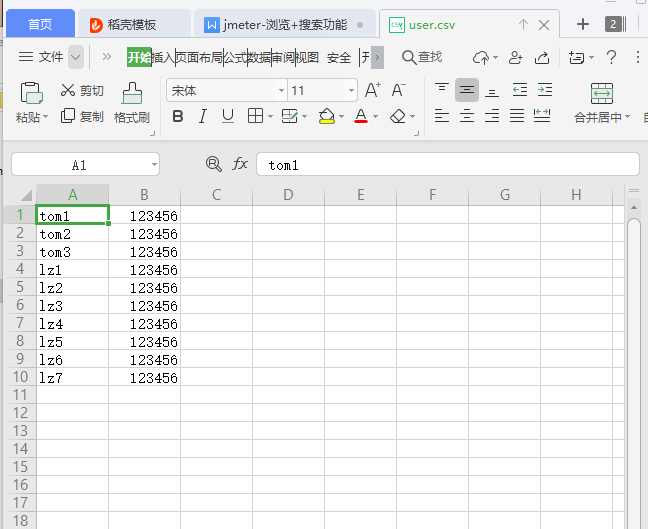 首页 稻壳模板 jmeter-浏览+搜索功能 user.csv 2
文件 开始 插入 页面布局 公式 数据 审阅 视图 安全 查找
粘贴 剪切 复制 格式刷 宋体 11 A+ A- B I U A 合并居中
A1 fx tom1
A B C D E F G H
1 tom1 123456
2 tom2 123456
3 tom3 123456
4 lz1 123456
5 lz2 123456
6 lz3 123456
7 lz4 123456
8 lz5 123456
9 lz6 123456
10 lz7 123456
11
12
13
14
15
16
17
18